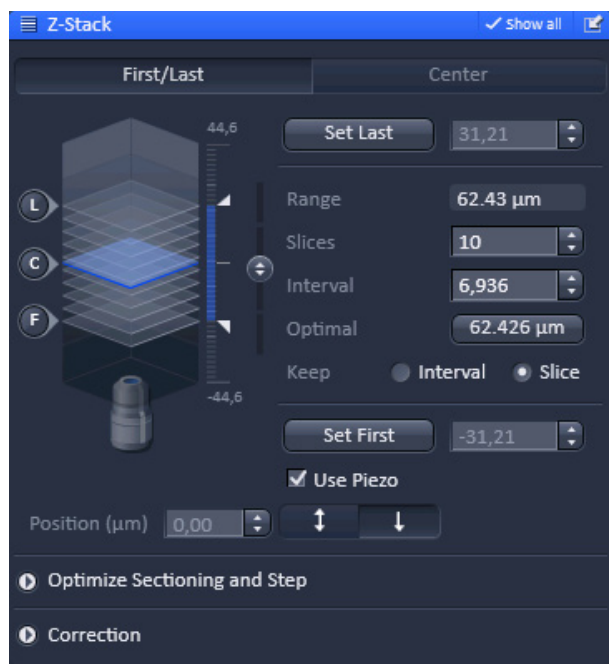 Z-Stack Show all
First/Last Center
44,6 Set Last 31,21
L Range 62.43 μm
Slices 10
C Interval 6,936
F Optimal 62.426 μm
Keep Interval Slice
-44,6
Set First -31,21
Use Piezo
Position (μm) 0,00
Optimize Sectioning and Step
Correction